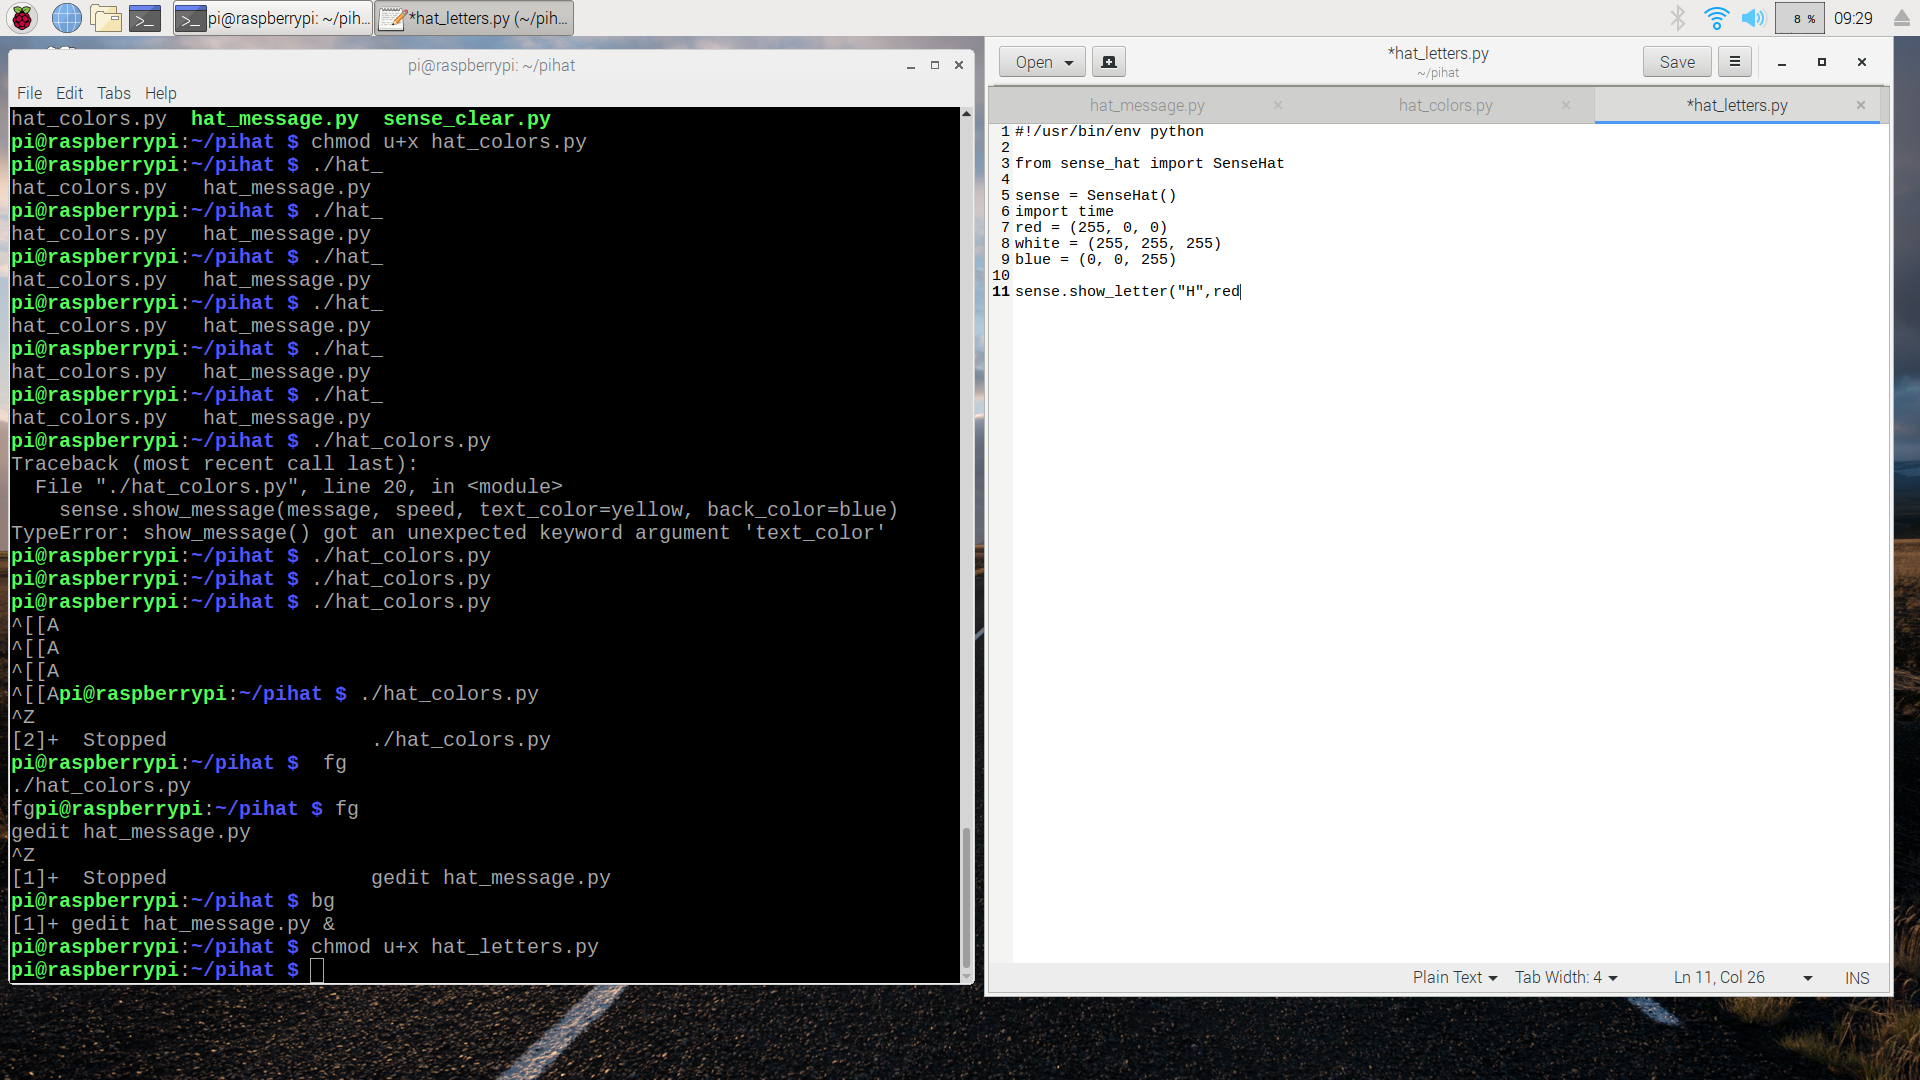 pi@raspberrypi: ~/pih...
*hat_letters.py (~/pih...
8 %
09:29
pi@raspberrypi: ~/pihat
File Edit Tabs Help
hat_colors.py  hat_message.py  sense_clear.py
pi@raspberrypi:~/pihat $ chmod u+x hat_colors.py
pi@raspberrypi:~/pihat $ ./hat_
hat_colors.py   hat_message.py
pi@raspberrypi:~/pihat $ ./hat_
hat_colors.py   hat_message.py
pi@raspberrypi:~/pihat $ ./hat_
hat_colors.py   hat_message.py
pi@raspberrypi:~/pihat $ ./hat_
hat_colors.py   hat_message.py
pi@raspberrypi:~/pihat $ ./hat_
hat_colors.py   hat_message.py
pi@raspberrypi:~/pihat $ ./hat_
hat_colors.py   hat_message.py
pi@raspberrypi:~/pihat $ ./hat_colors.py
Traceback (most recent call last):
  File "./hat_colors.py", line 20, in <module>
    sense.show_message(message, speed, text_color=yellow, back_color=blue)
TypeError: show_message() got an unexpected keyword argument 'text_color'
pi@raspberrypi:~/pihat $ ./hat_colors.py
pi@raspberrypi:~/pihat $ ./hat_colors.py
pi@raspberrypi:~/pihat $ ./hat_colors.py
^[[A
^[[A
^[[A
^[[Api@raspberrypi:~/pihat $ ./hat_colors.py
^Z
[2]+  Stopped                 ./hat_colors.py
pi@raspberrypi:~/pihat $  fg
./hat_colors.py
fgpi@raspberrypi:~/pihat $ fg
gedit hat_message.py
^Z
[1]+  Stopped                 gedit hat_message.py
pi@raspberrypi:~/pihat $ bg
[1]+ gedit hat_message.py &
pi@raspberrypi:~/pihat $ chmod u+x hat_letters.py
pi@raspberrypi:~/pihat $
Open
*hat_letters.py
~/pihat
Save
hat_message.py
hat_colors.py
*hat_letters.py
1 #!/usr/bin/env python
2
3 from sense_hat import SenseHat
4
5 sense = SenseHat()
6 import time
7 red = (255, 0, 0)
8 white = (255, 255, 255)
9 blue = (0, 0, 255)
10
11 sense.show_letter("H",red
Plain Text
Tab Width: 4
Ln 11, Col 26
INS